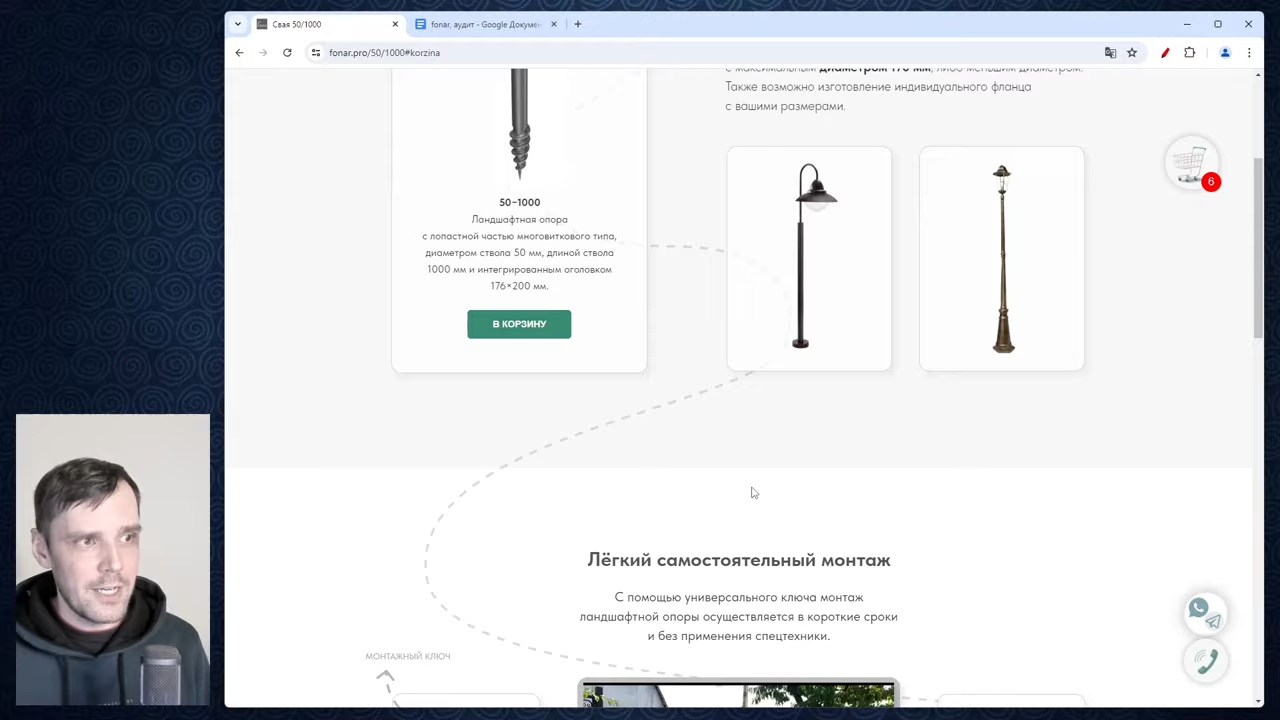 Свая 50/1000
fonar, аудит - Google Докумен
fonar.pro/50/1000#korzina
с максимальным диаметром 176 мм, либо меньшим диаметром.
Также возможно изготовление индивидуального фланца
с вашими размерами.
6
50–1000
Ландшафтная опора
с лопастной частью многовиткового типа,
диаметром ствола 50 мм, длиной ствола
1000 мм и интегрированным оголовком
176×200 мм.
В КОРЗИНУ
Лёгкий самостоятельный монтаж
С помощью универсального ключа монтаж
ландшафтной опоры осуществляется в короткие сроки
и без применения спецтехники.
МОНТАЖНЫЙ КЛЮЧ